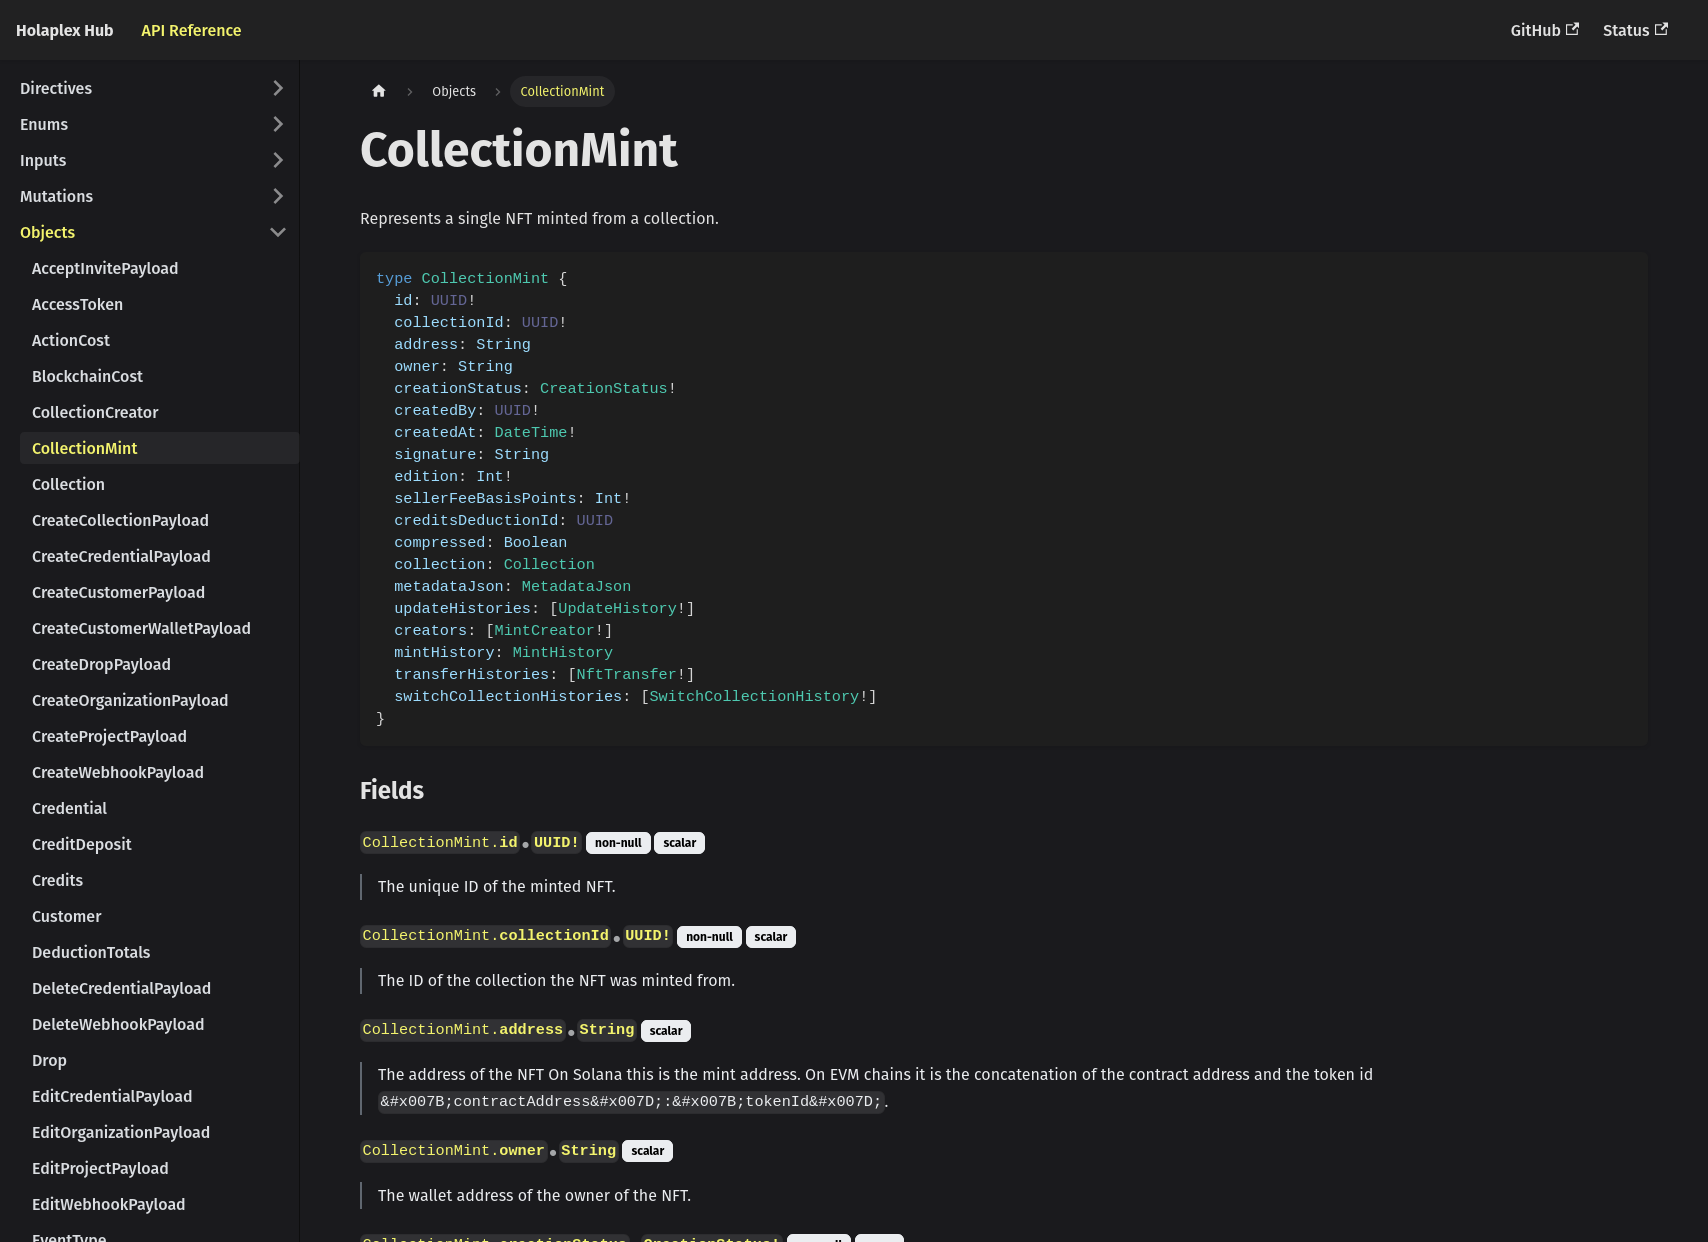 Holaplex Hub API Reference GitHub Status
Directives
Enums
Inputs
Mutations
Objects
AcceptInvitePayload
AccessToken
ActionCost
BlockchainCost
CollectionCreator
CollectionMint
Collection
CreateCollectionPayload
CreateCredentialPayload
CreateCustomerPayload
CreateCustomerWalletPayload
CreateDropPayload
CreateOrganizationPayload
CreateProjectPayload
CreateWebhookPayload
Credential
CreditDeposit
Credits
Customer
DeductionTotals
DeleteCredentialPayload
DeleteWebhookPayload
Drop
EditCredentialPayload
EditOrganizationPayload
EditProjectPayload
EditWebhookPayload
EventType
Objects CollectionMint
CollectionMint
Represents a single NFT minted from a collection.
type CollectionMint {
  id: UUID!
  collectionId: UUID!
  address: String
  owner: String
  creationStatus: CreationStatus!
  createdBy: UUID!
  createdAt: DateTime!
  signature: String
  edition: Int!
  sellerFeeBasisPoints: Int!
  creditsDeductionId: UUID
  compressed: Boolean
  collection: Collection
  metadataJson: MetadataJson
  updateHistories: [UpdateHistory!]
  creators: [MintCreator!]
  mintHistory: MintHistory
  transferHistories: [NftTransfer!]
  switchCollectionHistories: [SwitchCollectionHistory!]
}
Fields
CollectionMint.id ● UUID! non-null scalar
The unique ID of the minted NFT.
CollectionMint.collectionId ● UUID! non-null scalar
The ID of the collection the NFT was minted from.
CollectionMint.address ● String scalar
The address of the NFT On Solana this is the mint address. On EVM chains it is the concatenation of the contract address and the token id
&#x007B;contractAddress&#x007D;:&#x007B;tokenId&#x007D;.
CollectionMint.owner ● String scalar
The wallet address of the owner of the NFT.
CollectionMint.creationStatus CreationStatus!